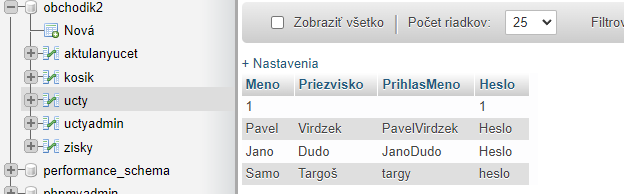 obchodik2
Nová
aktulanyucet
kosik
ucty
uctyadmin
zisky
performance_schema
phpmyadmin
Zobraziť všetko Počet riadkov: 25 Filtrov
+ Nastavenia
Meno Priezvisko PrihlasMeno Heslo
1 1
Pavel Virdzek PavelVirdzek Heslo
Jano Dudo JanoDudo Heslo
Samo Targoš targy heslo